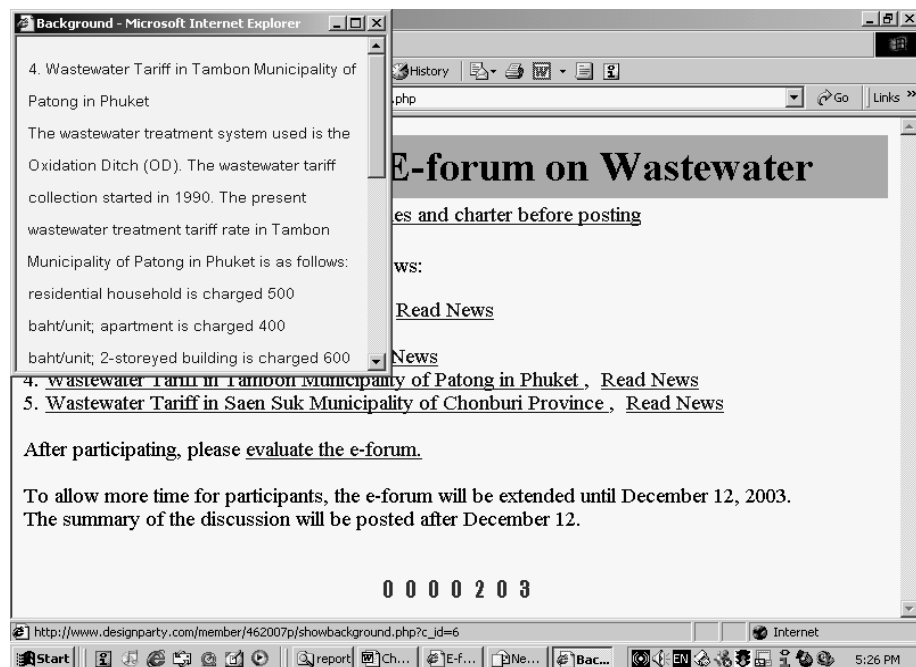 Background - Microsoft Internet Explorer
4. Wastewater Tariff in Tambon Municipality of
Patong in Phuket
The wastewater treatment system used is the
Oxidation Ditch (OD). The wastewater tariff
collection started in 1990. The present
wastewater treatment tariff rate in Tambon
Municipality of Patong in Phuket is as follows:
residential household is charged 500
baht/unit; apartment is charged 400
baht/unit; 2-storeyed building is charged 600
History
.php
Go
Links »
E-forum on Wastewater
es and charter before posting
ws:
Read News
News
4. Wastewater Tariff in Tambon Municipality of Patong in Phuket , Read News
5. Wastewater Tariff in Saen Suk Municipality of Chonburi Province , Read News
After participating, please evaluate the e-forum.
To allow more time for participants, the e-forum will be extended until December 12, 2003.
The summary of the discussion will be posted after December 12.
0000203
http://www.designparty.com/member/462007p/showbackground.php?c_id=6
Internet
Start
report
Ch...
E-f...
Ne...
Bac...
EN
5:26 PM